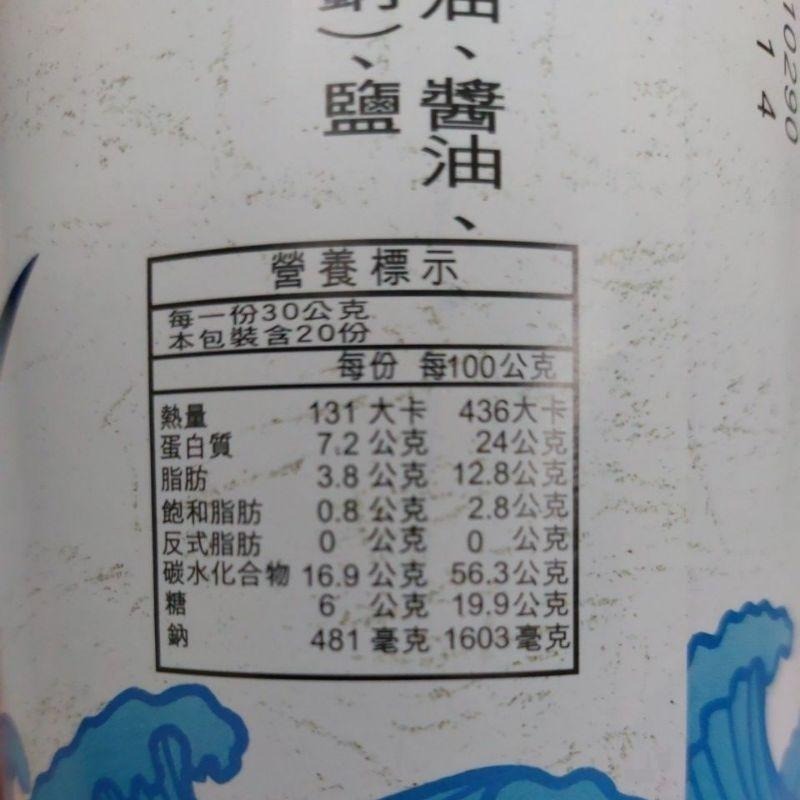 油、醬油、
鈉)、鹽
10290
1 4
營養標示
每一份30公克
本包裝含20份
每份 每100公克
熱量 131 大卡 436大卡
蛋白質 7.2 公克 24公克
脂肪 3.8 公克 12.8公克
飽和脂肪 0.8 公克 2.8公克
反式脂肪 0 公克 0 公克
碳水化合物 16.9 公克 56.3公克
糖 6 公克 19.9公克
鈉 481 毫克 1603毫克